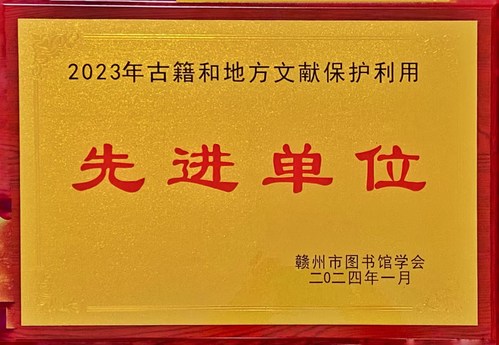 2023年古籍和地方文献保护利用
先进单位
赣州市图书馆学会
二〇二四年一月